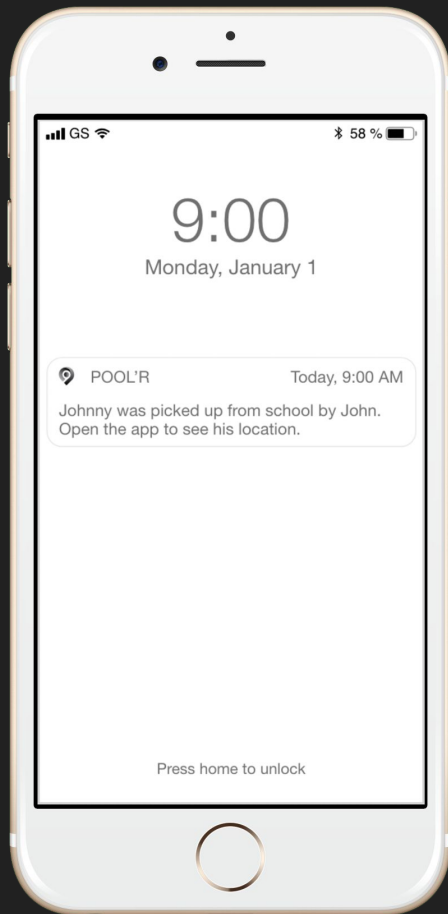 GS 58 %
9:00
Monday, January 1
POOL'R Today, 9:00 AM
Johnny was picked up from school by John.
Open the app to see his location.
Press home to unlock